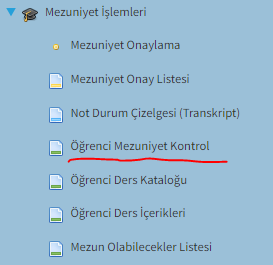 Mezuniyet İşlemleri
Mezuniyet Onaylama
Mezuniyet Onay Listesi
Not Durum Çizelgesi (Transkript)
Öğrenci Mezuniyet Kontrol
Öğrenci Ders Kataloğu
Öğrenci Ders İçerikleri
Mezun Olabilecekler Listesi